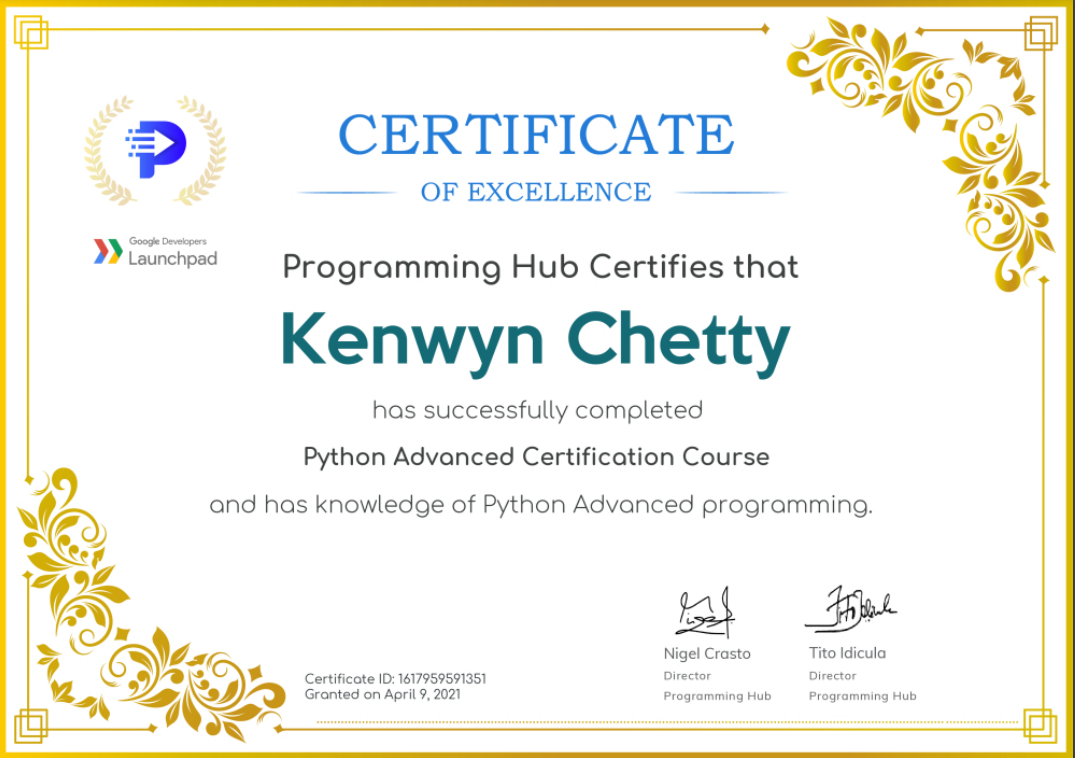 CERTIFICATE
OF EXCELLENCE
Google Developers
Launchpad
Programming Hub Certifies that
Kenwyn Chetty
has successfully completed
Python Advanced Certification Course
and has knowledge of Python Advanced programming.
Nigel Crasto
Director
Programming Hub
Tito Idicula
Director
Programming Hub
Certificate ID: 1617959591351
Granted on April 9, 2021